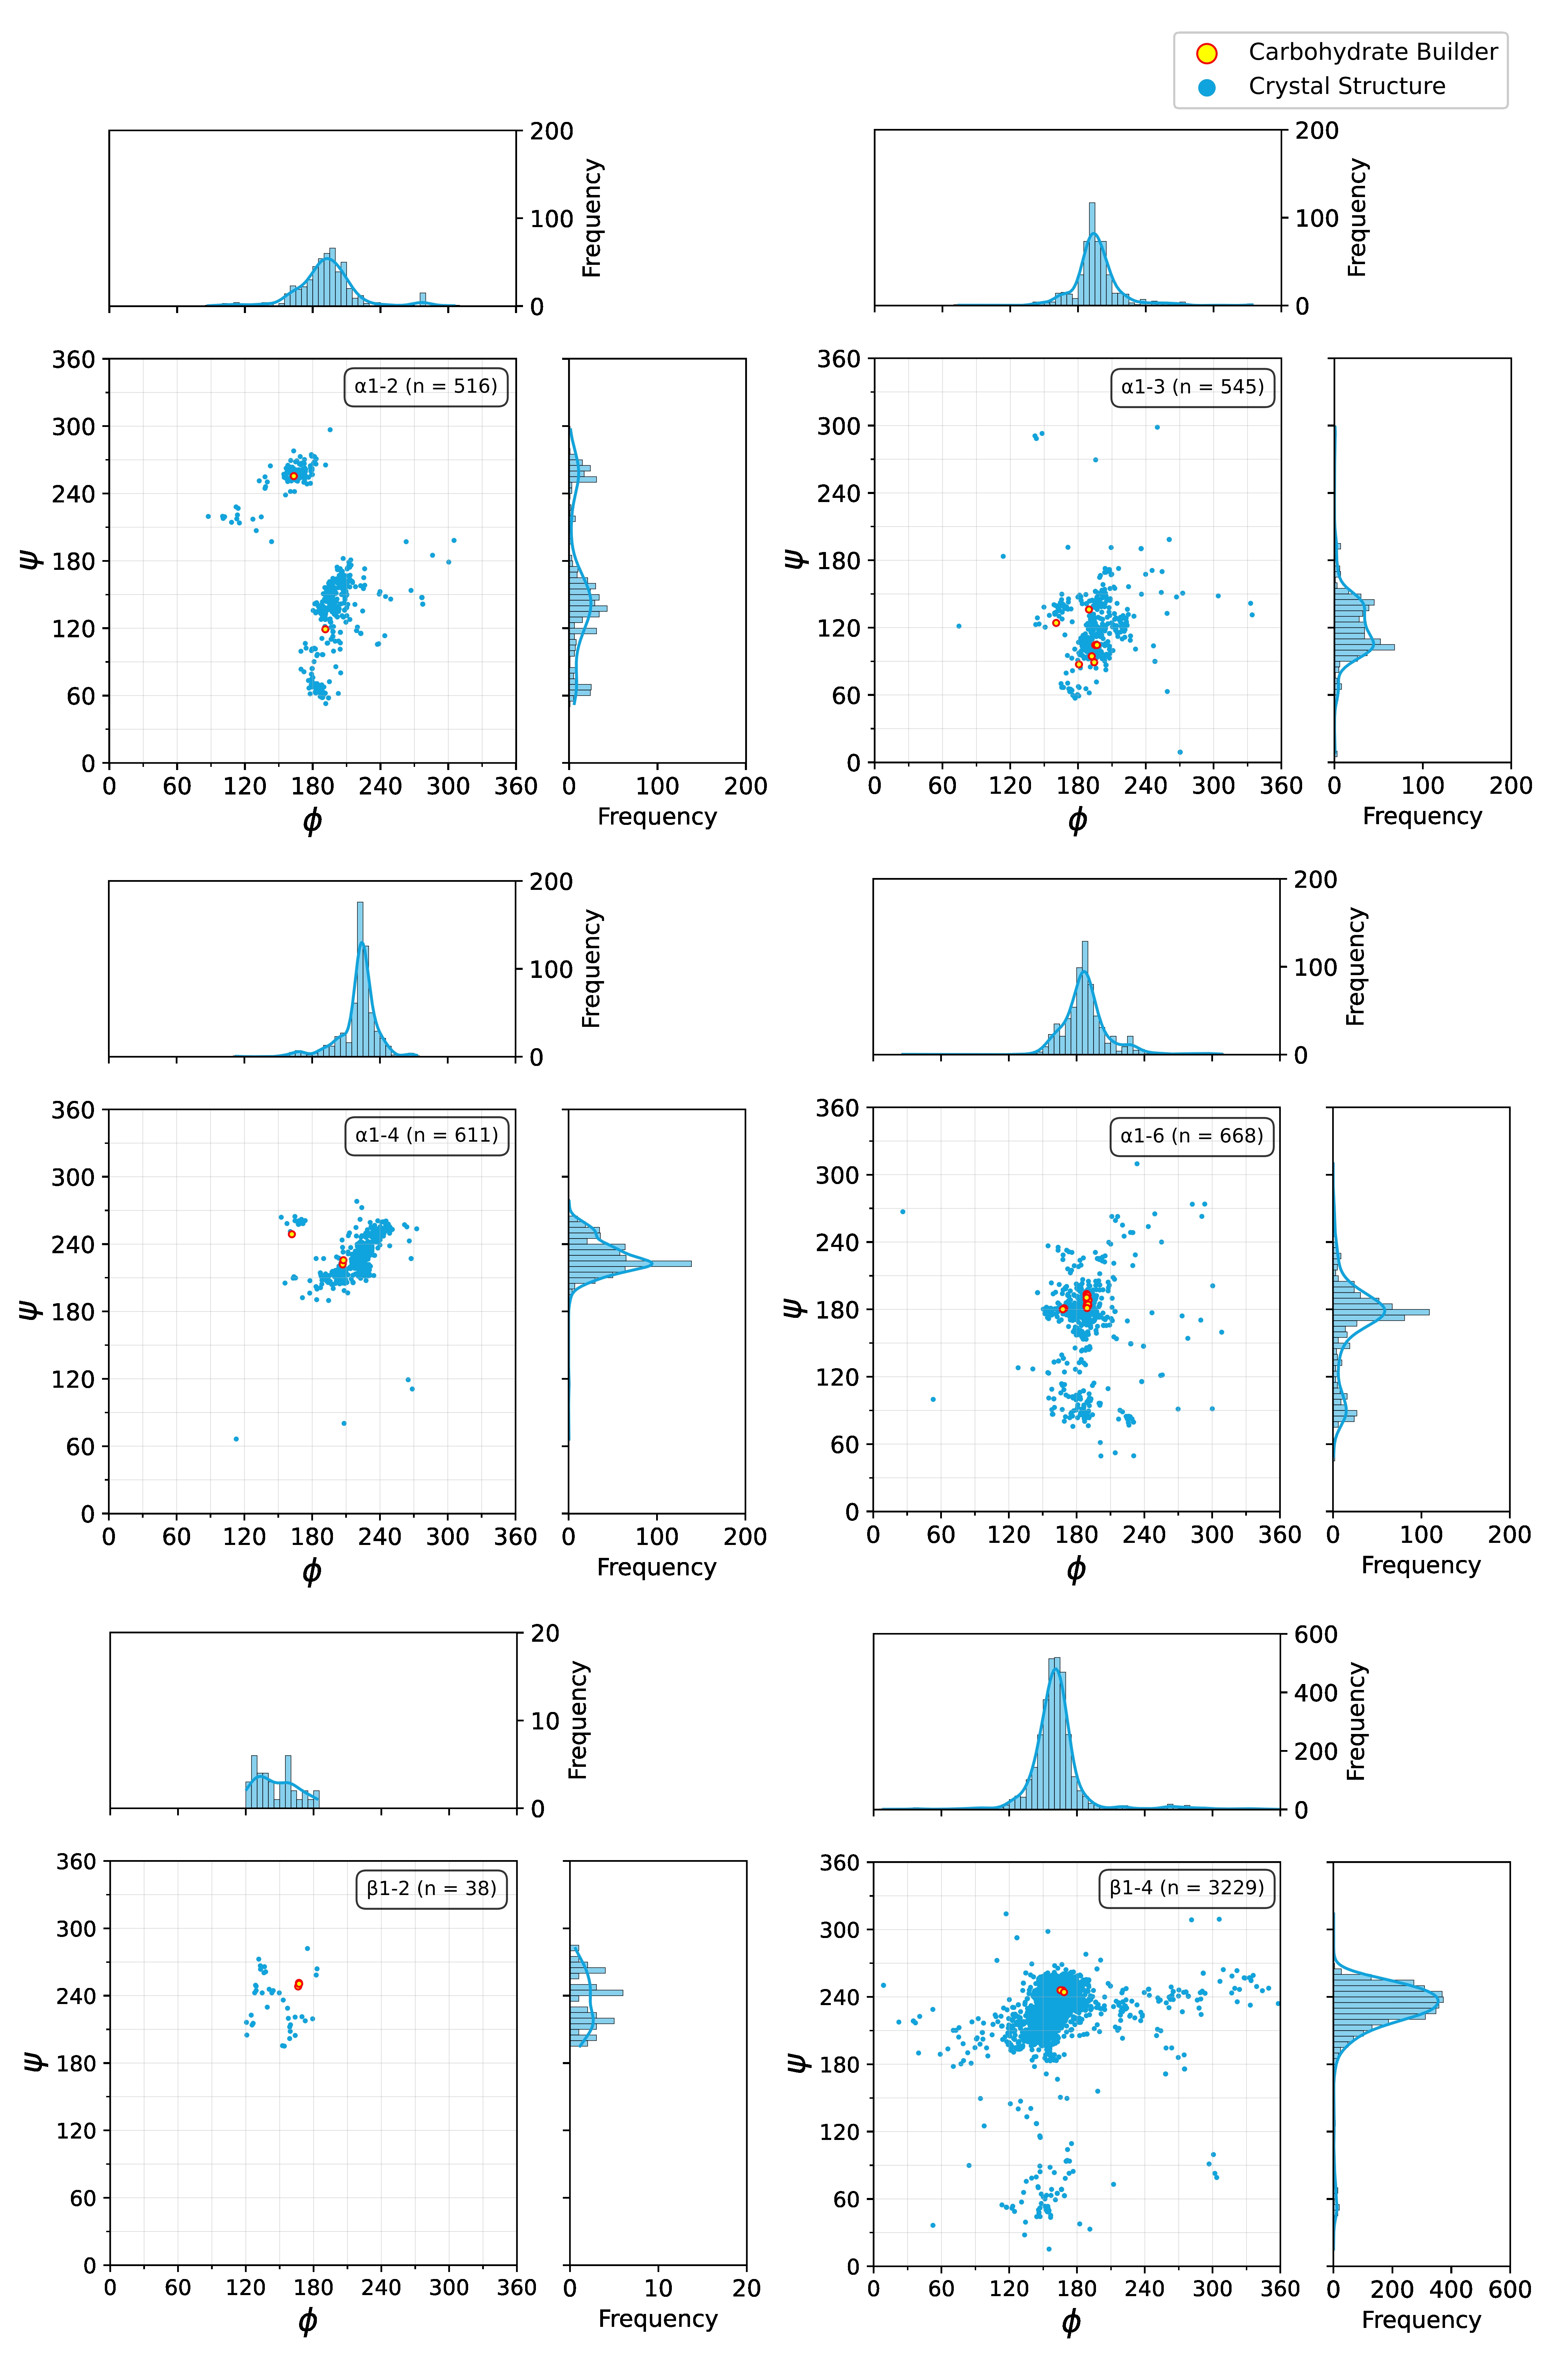 Carbohydrate Builder
Crystal Structure
200
100
0
Frequency
200
100
0
Frequency
360
300
240
180
120
60
0
ψ
α1-2 (n = 516)
0 60 120 180 240 300 360
ϕ
0 100 200
Frequency
360
300
240
180
120
60
0
ψ
α1-3 (n = 545)
0 60 120 180 240 300 360
ϕ
0 100 200
Frequency
200
100
0
Frequency
200
100
0
Frequency
360
300
240
180
120
60
0
ψ
α1-4 (n = 611)
0 60 120 180 240 300 360
ϕ
0 100 200
Frequency
360
300
240
180
120
60
0
ψ
α1-6 (n = 668)
0 60 120 180 240 300 360
ϕ
0 100 200
Frequency
20
10
0
Frequency
600
400
200
0
Frequency
360
300
240
180
120
60
0
ψ
β1-2 (n = 38)
0 60 120 180 240 300 360
ϕ
0 10 20
Frequency
360
300
240
180
120
60
0
ψ
β1-4 (n = 3229)
0 60 120 180 240 300 360
ϕ
0 200 400 600
Frequency